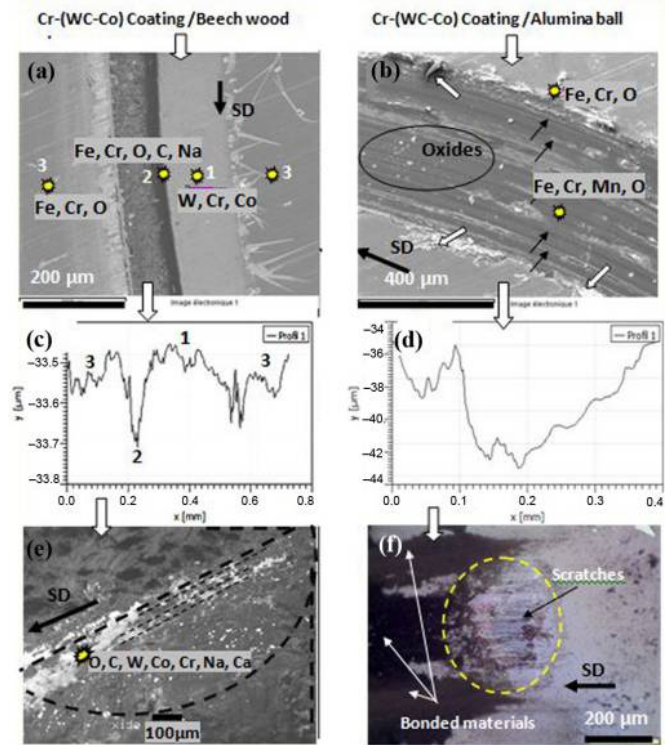 Cr-(WC-Co) Coating /Beech wood
Cr-(WC-Co) Coating/Alumina ball
(a)
SD
Fe, Cr, O, C, Na
3
2
1
3
Fe, Cr, O
W, Cr, Co
200 µm
Image électronique 1
(b)
Fe, Cr, O
Oxides
Fe, Cr, Mn, O
SD
400 µm
Image électronique 1
(c)
Profil 1
y [µm]
–33.5
–33.6
–33.7
–33.8
3
1
3
2
0.0 0.2 0.4 0.6 0.8
x [mm]
(d)
Profil 1
y [µm]
–34
–36
–38
–42
–44
0.0 0.1 0.2 0.3 0.4
x [mm]
(e)
SD
O, C, W, Co, Cr, Na, Ca
100µm
(f)
Scratches
SD
Bonded materials
200 µm